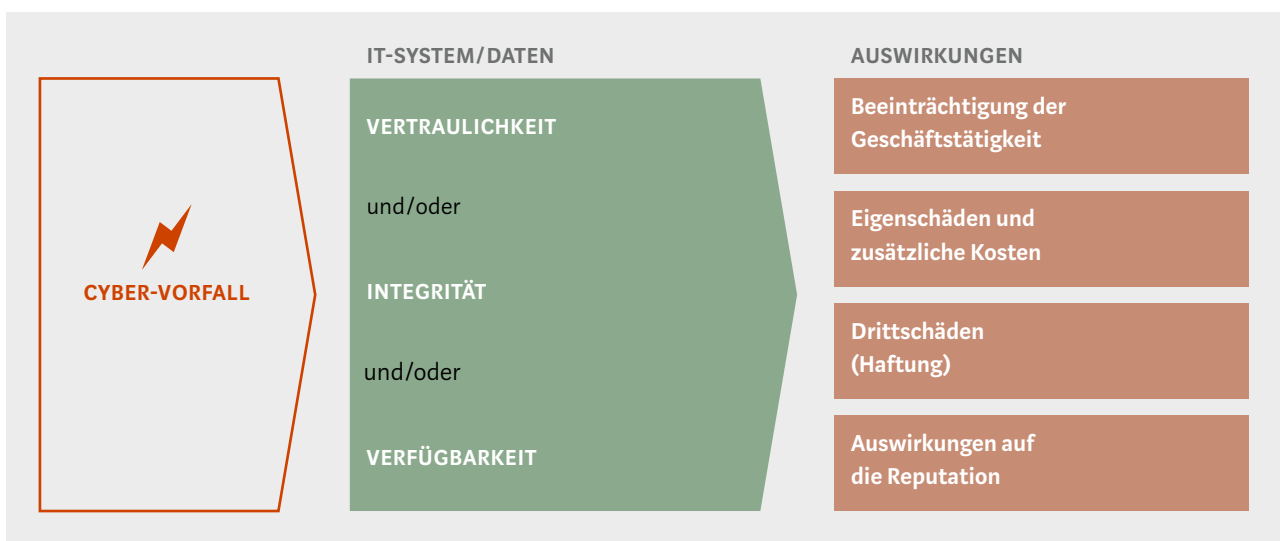 CYBER-VORFALL
IT-SYSTEM/DATEN
VERTRAULICHKEIT
und/oder
INTEGRITÄT
und/oder
VERFÜGBARKEIT
AUSWIRKUNGEN
Beeinträchtigung der
Geschäftstätigkeit
Eigenschäden und
zusätzliche Kosten
Drittschäden
(Haftung)
Auswirkungen auf
die Reputation